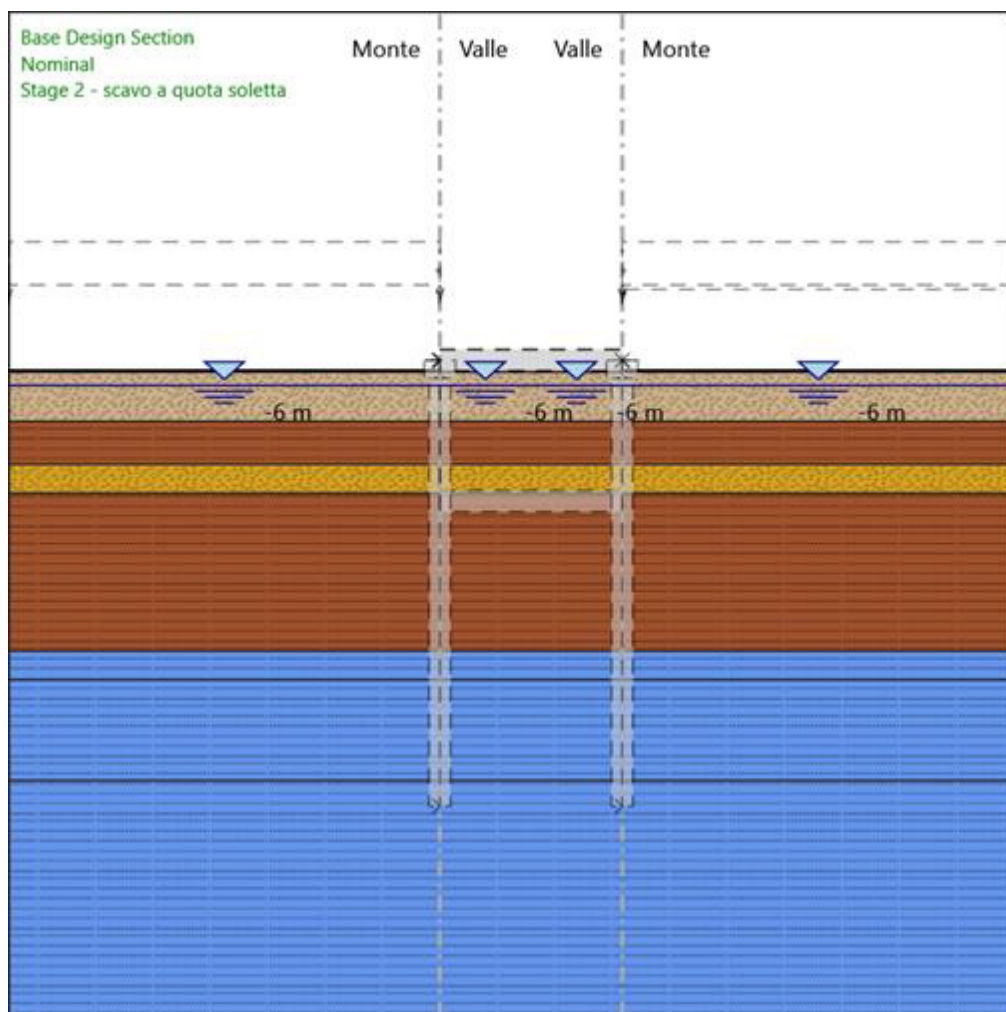 Base Design Section
Nominal
Stage 2 - scavo a quota soletta
Monte Valle Valle Monte
-6 m -6 m -6 m -6 m